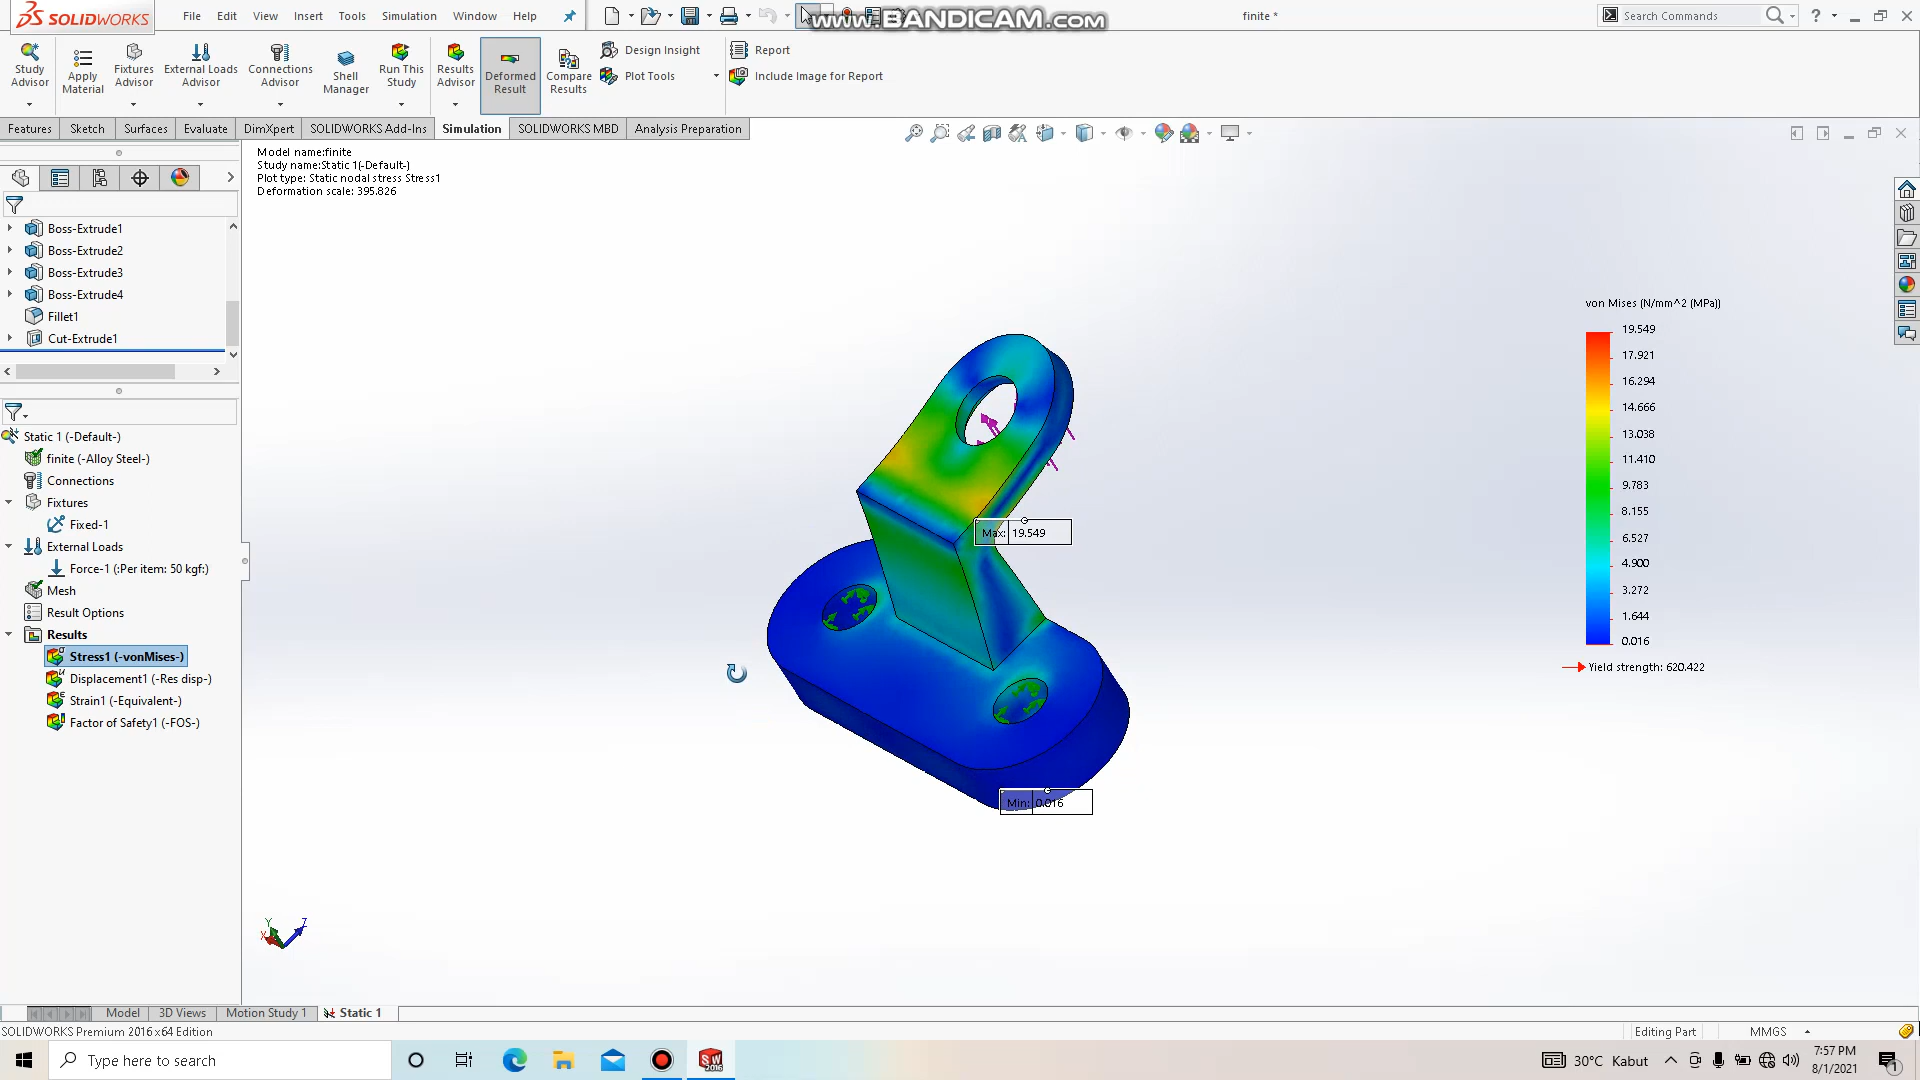 SOLIDWORKS File Edit View Insert Tools Simulation Window Help www.BANDICAM.com finite * Search Commands ?
Study Advisor
Apply Material
Fixtures Advisor
External Loads Advisor
Connections Advisor
Shell Manager
Run This Study
Results Advisor
Deformed Result
Compare Results
Design Insight
Plot Tools
Report
Include Image for Report
Features Sketch Surfaces Evaluate DimXpert SOLIDWORKS Add-Ins Simulation SOLIDWORKS MBD Analysis Preparation
Model name:finite
Study name:Static 1(-Default-)
Plot type: Static nodal stress Stress1
Deformation scale: 395.826
Boss-Extrude1
Boss-Extrude2
Boss-Extrude3
Boss-Extrude4
Fillet1
Cut-Extrude1
Static 1 (-Default-)
finite (-Alloy Steel-)
Connections
Fixtures
Fixed-1
External Loads
Force-1 (:Per item: 50 kgf:)
Mesh
Result Options
Results
Stress1 (-vonMises-)
Displacement1 (-Res disp-)
Strain1 (-Equivalent-)
Factor of Safety1 (-FOS-)
Max: 19.549
Min: 0.016
von Mises (N/mm^2 (MPa))
19.549
17.921
16.294
14.666
13.038
11.410
9.783
8.155
6.527
4.900
3.272
1.644
0.016
Yield strength: 620.422
Y
X
Z
Model 3D Views Motion Study 1 Static 1
SOLIDWORKS Premium 2016 x64 Edition Editing Part MMGS
Type here to search
SW
2016
30°C Kabut
7:57 PM
8/1/2021
1